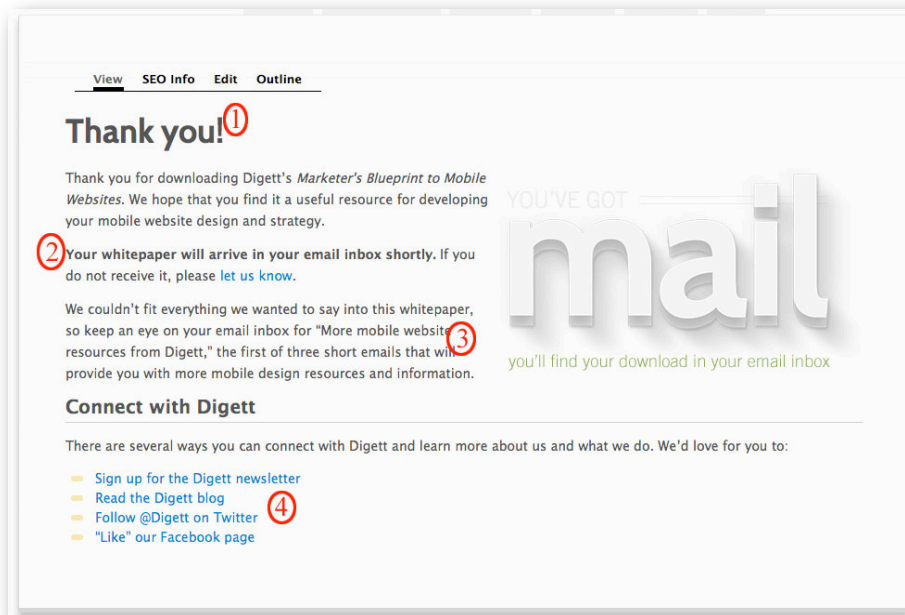 View SEO Info Edit Outline
Thank you!
1
Thank you for downloading Digett's Marketer's Blueprint to Mobile
Websites. We hope that you find it a useful resource for developing
your mobile website design and strategy.
2
Your whitepaper will arrive in your email inbox shortly. If you
do not receive it, please let us know.
We couldn't fit everything we wanted to say into this whitepaper,
so keep an eye on your email inbox for “More mobile website
3
resources from Digett," the first of three short emails that will
provide you with more mobile design resources and information.
YOU'VE GOT
mail
you'll find your download in your email inbox
Connect with Digett
There are several ways you can connect with Digett and learn more about us and what we do. We'd love for you to:
Sign up for the Digett newsletter
Read the Digett blog
4
Follow @Digett on Twitter
“Like” our Facebook page